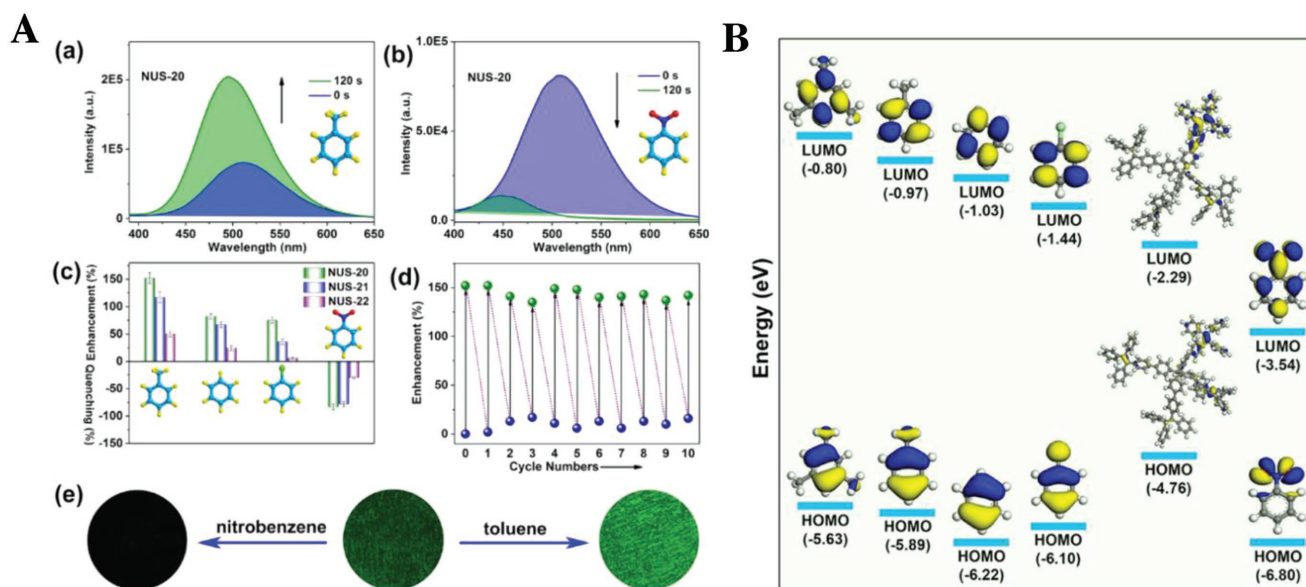 A
B
(a)
NUS-20
120 s
0 s
2E5
1E5
0
Intensity (a.u.)
400 450 500 550 600 650
Wavelength (nm)
(b)
1.0E5
NUS-20
0 s
120 s
5.0E4
0.0
Intensity (a.u.)
400 450 500 550 600 650
Wavelength (nm)
(c)
Quenching (%) Enhancement (%)
150
100
50
0
-50
-100
-150
NUS-20
NUS-21
NUS-22
(d)
Enhancement (%)
200
150
100
50
0
0 1 2 3 4 5 6 7 8 9 10
Cycle Numbers
(e)
nitrobenzene
toluene
Energy (eV)
LUMO
(-0.80)
LUMO
(-0.97)
LUMO
(-1.03)
LUMO
(-1.44)
LUMO
(-2.29)
LUMO
(-3.54)
HOMO
(-5.63)
HOMO
(-5.89)
HOMO
(-6.22)
HOMO
(-6.10)
HOMO
(-4.76)
HOMO
(-6.80)